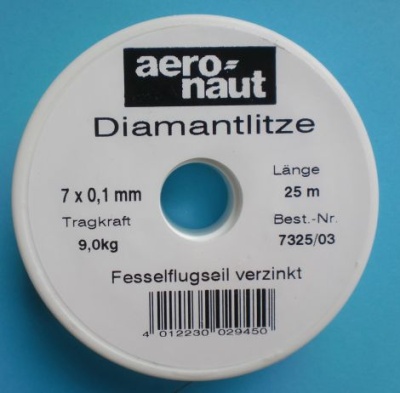 aero=
naut
Diamantlitze
7 x 0,1 mm
Tragkraft
9,0kg
Länge
25 m
Best.-Nr.
7325/03
Fesselflugseil verzinkt
4 012230 029450